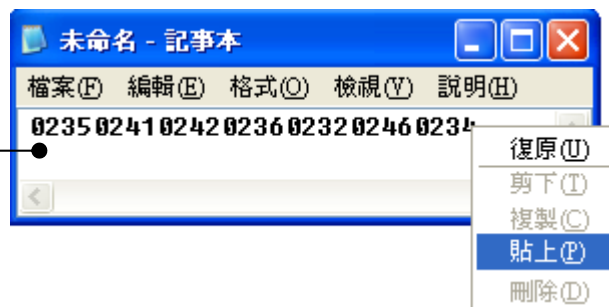 未命名 - 記事本
檔案(F) 編輯(E) 格式(O) 檢視(V) 說明(H)
0235 0241 0242 0236 0232 0246 0234
復原(U)
剪下(T)
複製(C)
貼上(P)
刪除(D)